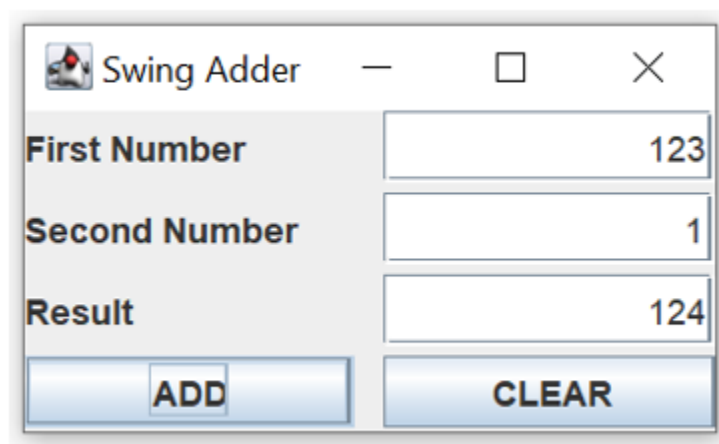 Swing Adder
First Number 123
Second Number 1
Result 124
ADD CLEAR